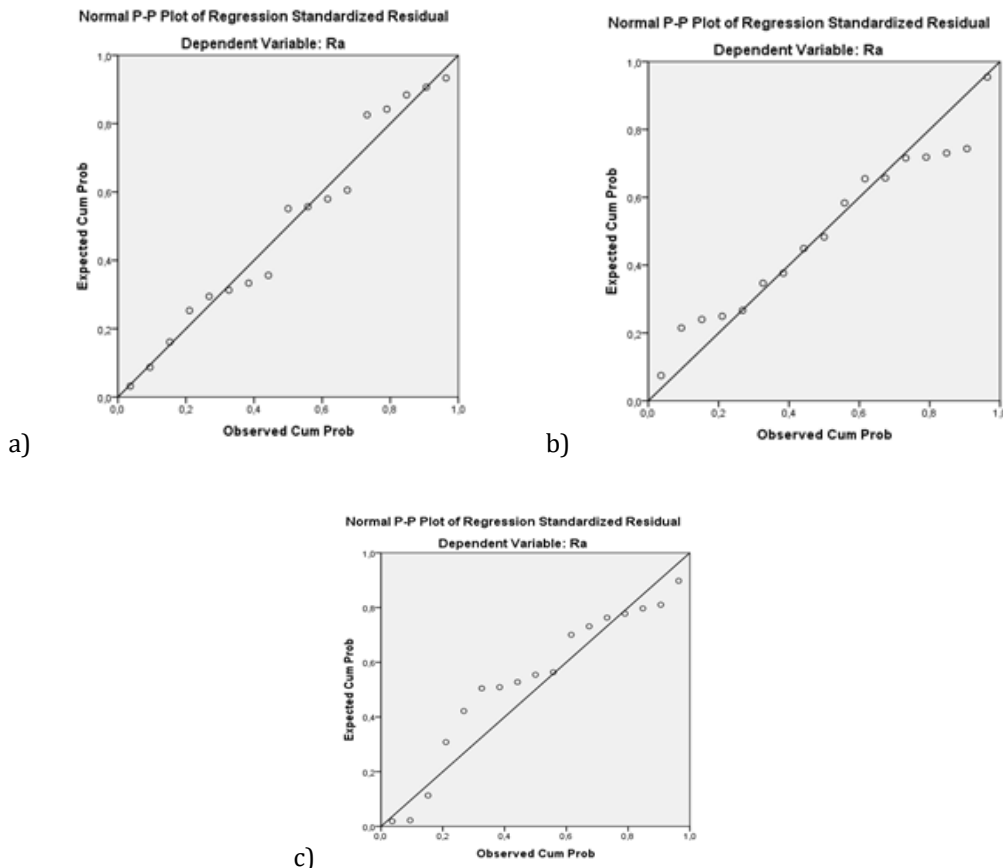 Normal P-P Plot of Regression Standardized Residual
Dependent Variable: Ra
1,0
0,8
0,6
0,4
0,2
0,0
Expected Cum Prob
0,0 0,2 0,4 0,6 0,8 1,0
Observed Cum Prob
a)
Normal P-P Plot of Regression Standardized Residual
Dependent Variable: Ra
1,0
0,8
0,6
0,4
0,2
0,0
Expected Cum Prob
0,0 0,2 0,4 0,6 0,8 1,0
Observed Cum Prob
b)
Normal P-P Plot of Regression Standardized Residual
Dependent Variable: Ra
1,0
0,8
0,6
0,4
0,2
0,0
Expected Cum Prob
0,0 0,2 0,4 0,6 0,8 1,0
Observed Cum Prob
c)